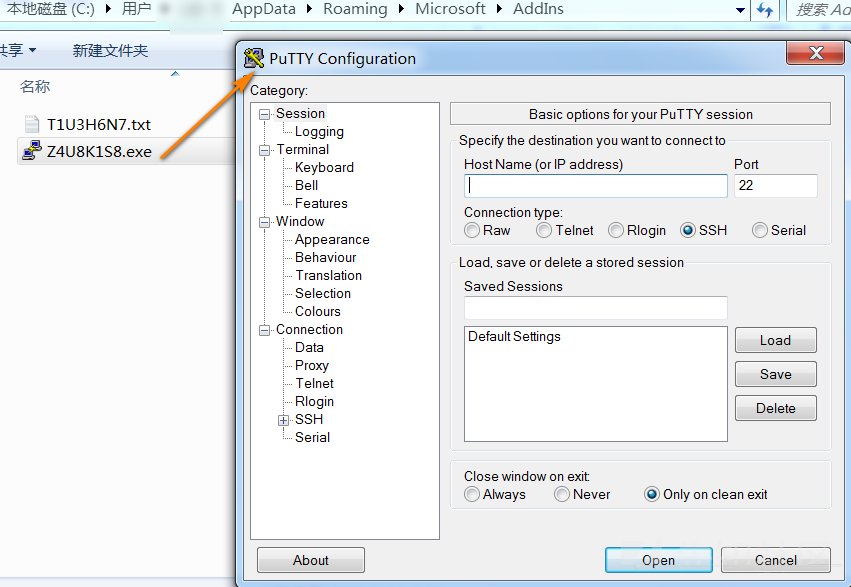 本地磁盘 (C:) 用户 AppData Roaming Microsoft AddIns 搜索 Ad
共享 新建文件夹
名称
T1U3H6N7.txt
Z4U8K1S8.exe
PuTTY Configuration
Category:
Session
Logging
Terminal
Keyboard
Bell
Features
Window
Appearance
Behaviour
Translation
Selection
Colours
Connection
Data
Proxy
Telnet
Rlogin
SSH
Serial
Basic options for your PuTTY session
Specify the destination you want to connect to
Host Name (or IP address) Port
22
Connection type:
Raw Telnet Rlogin SSH Serial
Load, save or delete a stored session
Saved Sessions
Default Settings
Load
Save
Delete
Close window on exit:
Always Never Only on clean exit
About Open Cancel